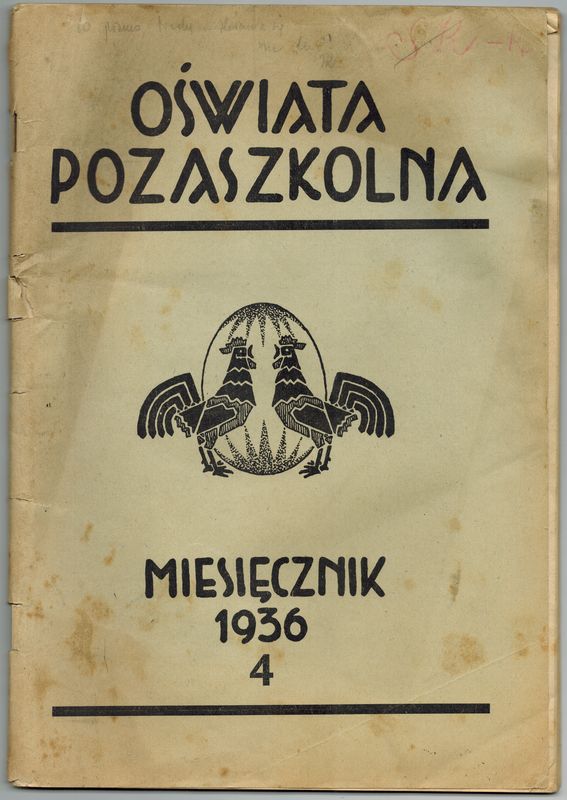 OŚWIATA
POZASZKOLNA
MIESIĘCZNIK
1936
4